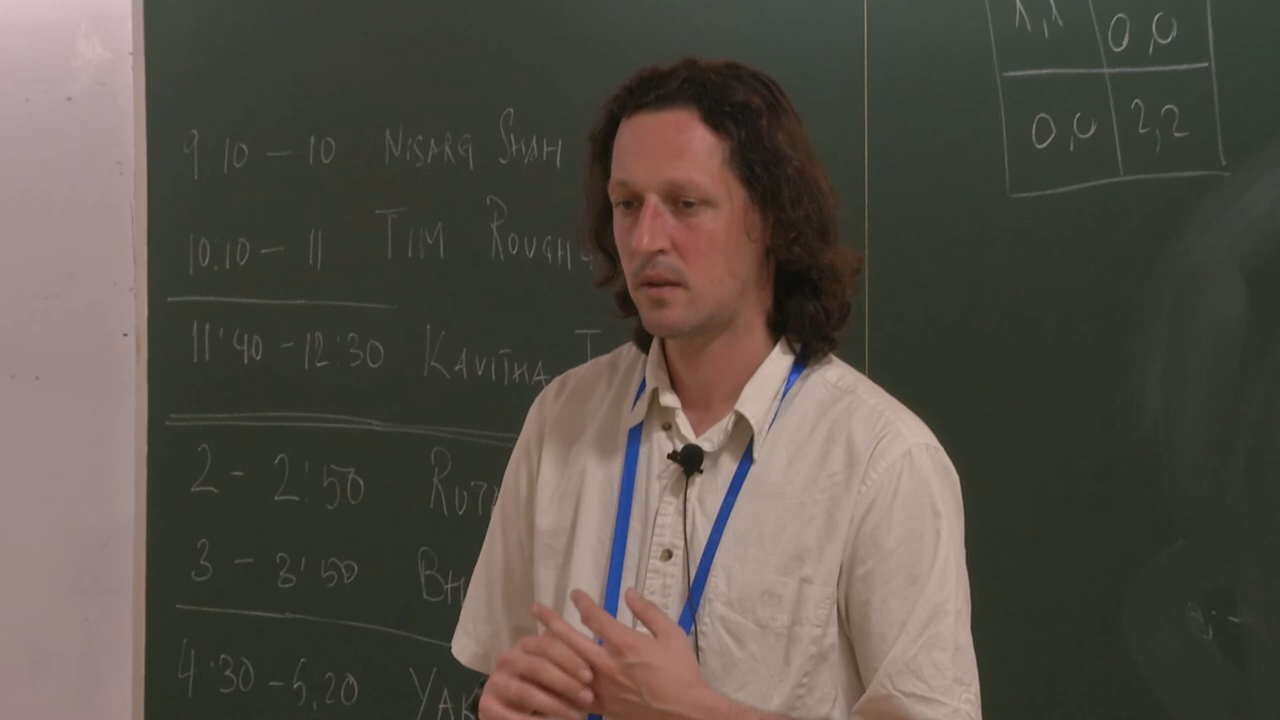 9.10 - 10 NISARG SHAH
10.10 - 11 TIM ROUGH
11'40 - 12:30 KAVITHA T
2 - 2:50 RUT
3 - 3'50 BH
4.30 - 5.20 YAK
0,0
0,0 2,2